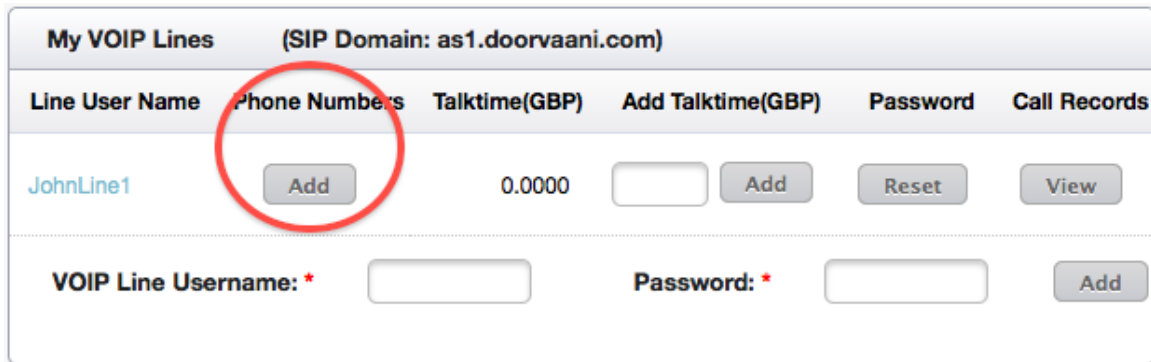 My VOIP Lines (SIP Domain: as1.doorvaani.com)
Line User Name Phone Numbers Talktime(GBP) Add Talktime(GBP) Password Call Records
JohnLine1 Add 0.0000 Add Reset View
VOIP Line Username: * Password: * Add